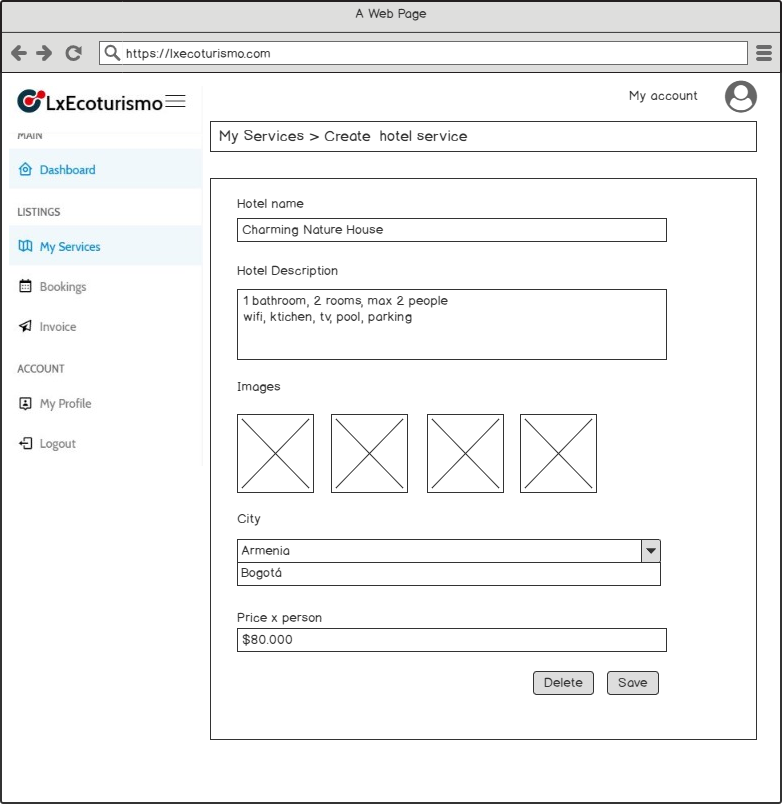 A Web Page
https://lxecoturismo.com
LxEcoturismo
My account
MAIN
Dashboard
LISTINGS
My Services
Bookings
Invoice
ACCOUNT
My Profile
Logout
My Services > Create hotel service
Hotel name
Charming Nature House
Hotel Description
1 bathroom, 2 rooms, max 2 people
wifi, ktichen, tv, pool, parking
Images
City
Armenia
Bogotá
Price x person
$80.000
Delete
Save